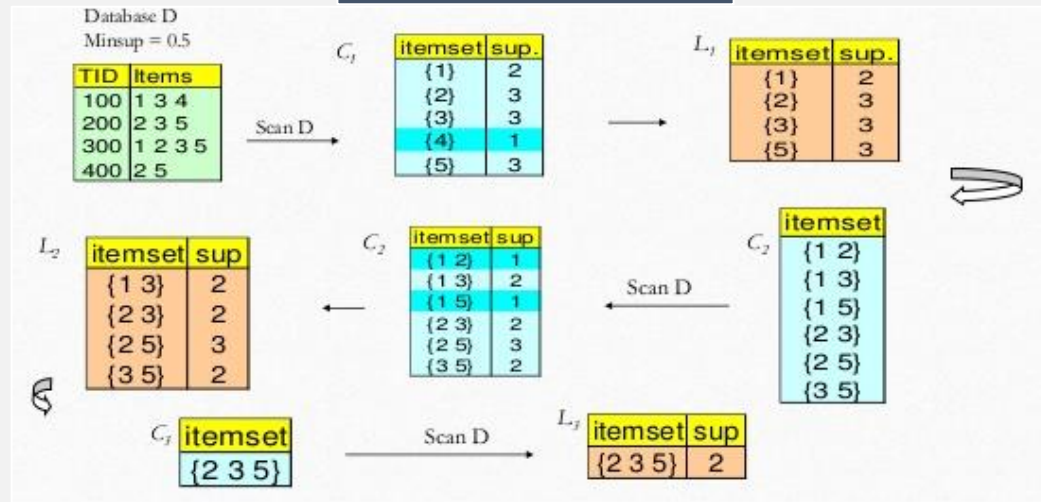 Database D
Minsup = 0.5
TID Items
100 1 3 4
200 2 3 5
300 1 2 3 5
400 2 5
Scan D
C1
itemset sup.
{1} 2
{2} 3
{3} 3
{4} 1
{5} 3
L1
itemset sup.
{1} 2
{2} 3
{3} 3
{5} 3
C2
itemset
{1 2}
{1 3}
{1 5}
{2 3}
{2 5}
{3 5}
Scan D
C2
itemset sup
{1 2} 1
{1 3} 2
{1 5} 1
{2 3} 2
{2 5} 3
{3 5} 2
L2
itemset sup
{1 3} 2
{2 3} 2
{2 5} 3
{3 5} 2
C3
itemset
{2 3 5}
Scan D
L3
itemset sup
{2 3 5} 2